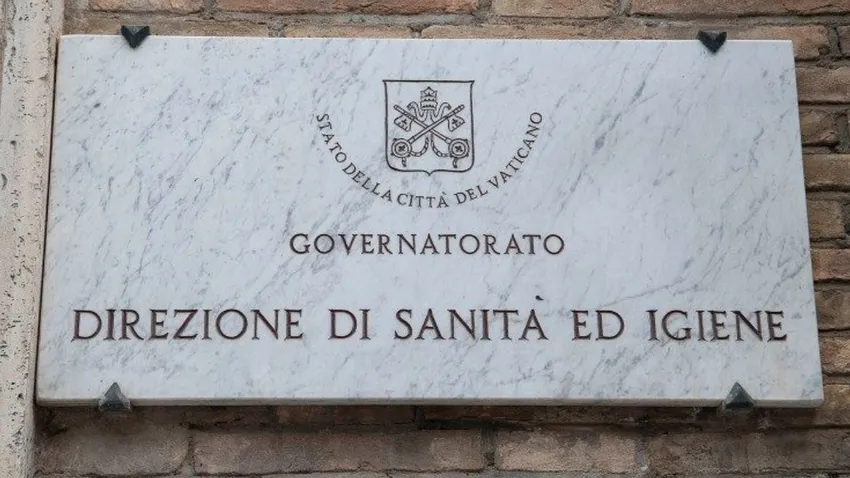 STATO DELLA CITTÀ DEL VATICANO
GOVERNATORATO
DIREZIONE DI SANITÀ ED IGIENE